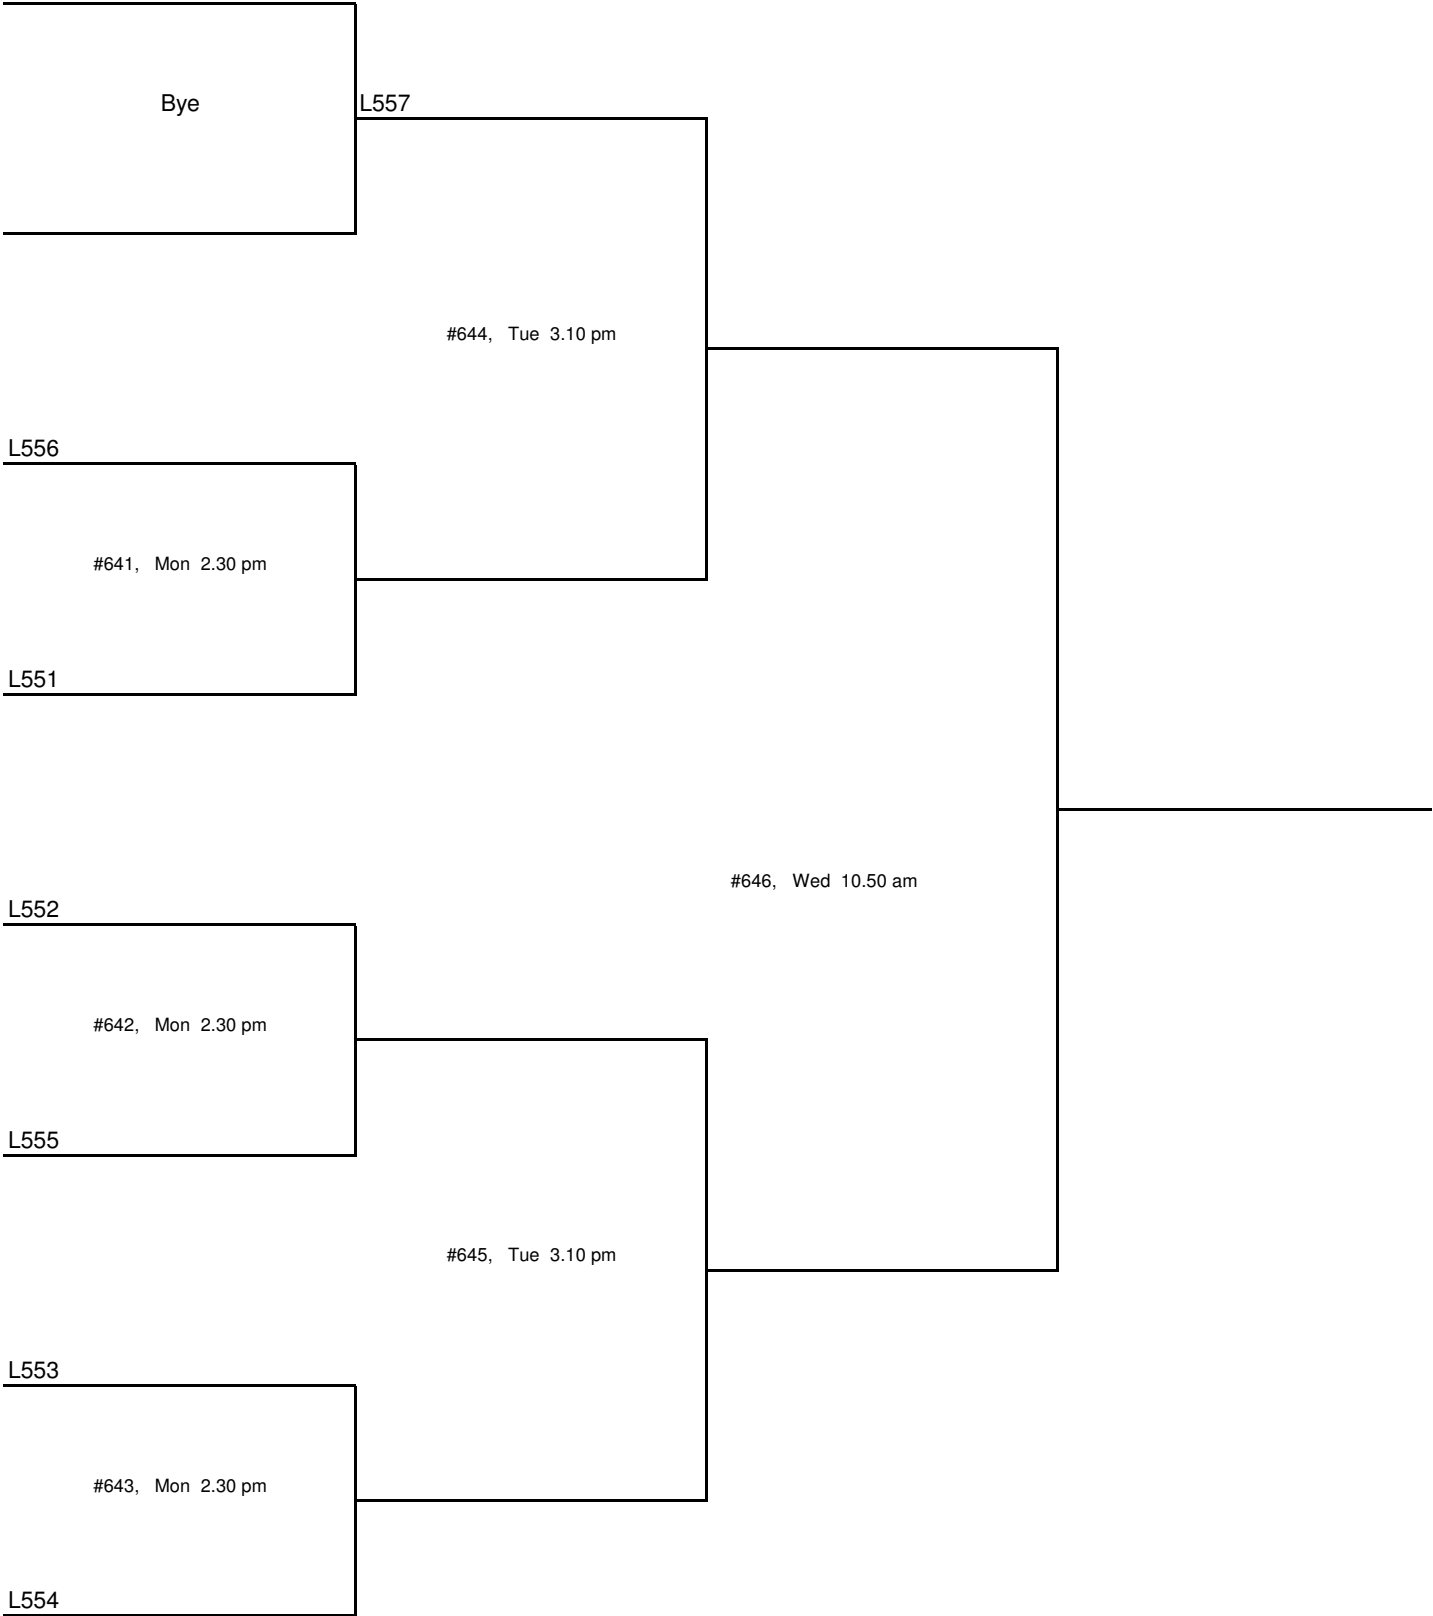 Bye
L557
#644, Tue 3.10 pm
L556
#641, Mon 2.30 pm
L551
#646, Wed 10.50 am
L552
#642, Mon 2.30 pm
L555
#645, Tue 3.10 pm
L553
#643, Mon 2.30 pm
L554